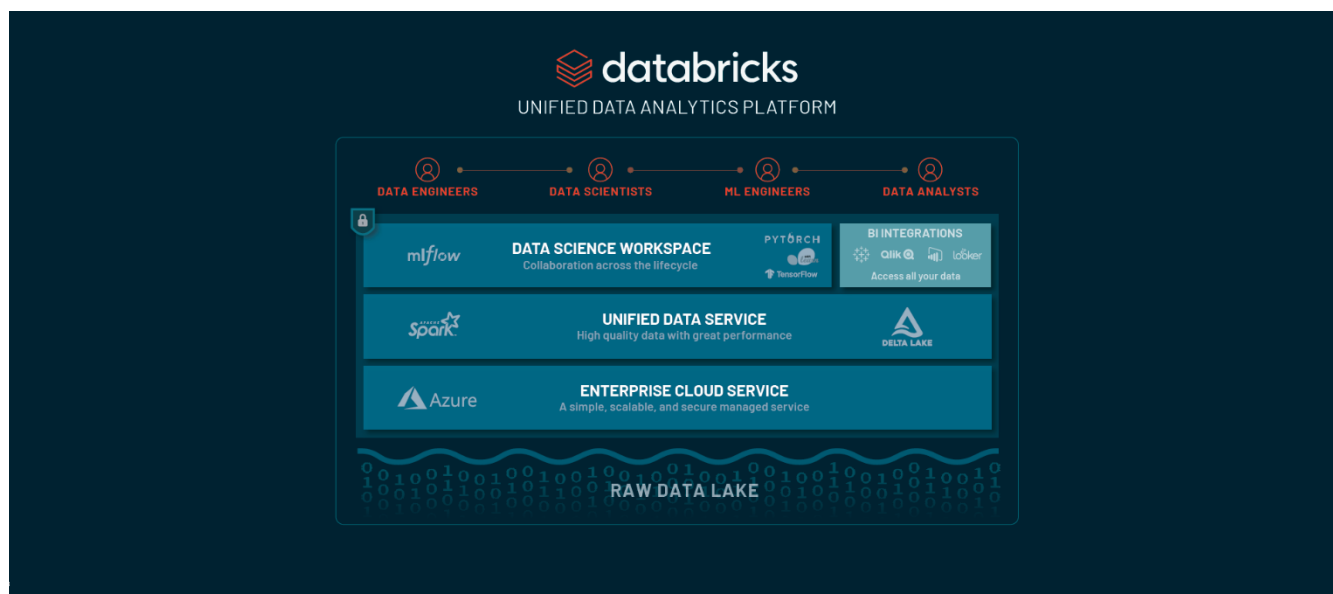 databricks
UNIFIED DATA ANALYTICS PLATFORM
DATA ENGINEERS
DATA SCIENTISTS
ML ENGINEERS
DATA ANALYSTS
mlflow
DATA SCIENCE WORKSPACE
Collaboration across the lifecycle
PYTORCH
TensorFlow
BI INTEGRATIONS
Qlik
looker
Access all your data
Spark
UNIFIED DATA SERVICE
High quality data with great performance
DELTA LAKE
Azure
ENTERPRISE CLOUD SERVICE
A simple, scalable, and secure managed service
RAW DATA LAKE